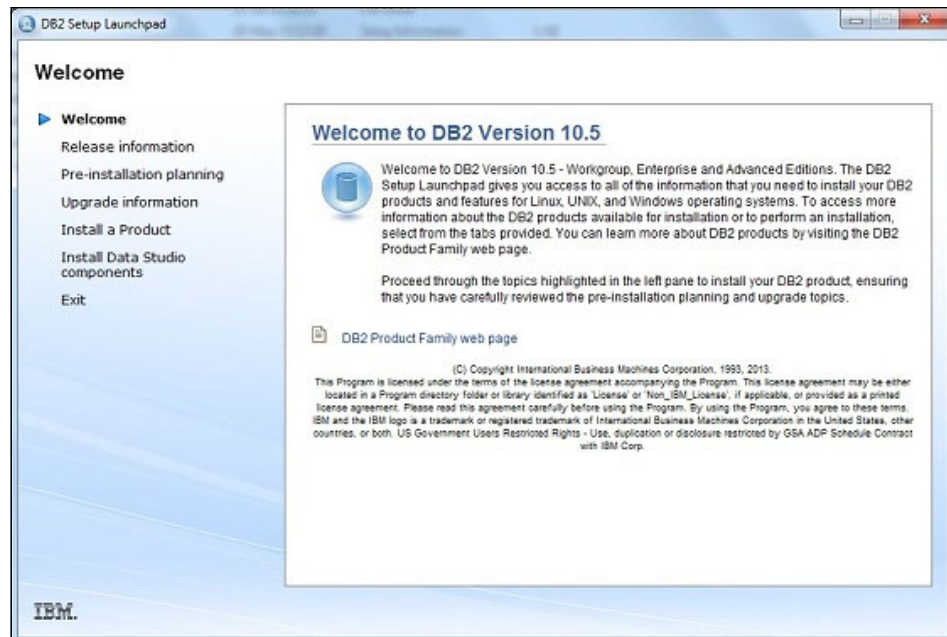 DB2 Setup Launchpad
Welcome
Welcome
Release information
Pre-installation planning
Upgrade information
Install a Product
Install Data Studio
components
Exit
Welcome to DB2 Version 10.5
Welcome to DB2 Version 10.5 - Workgroup, Enterprise and Advanced Editions. The DB2
Setup Launchpad gives you access to all of the information that you need to install your DB2
products and features for Linux, UNIX, and Windows operating systems. To access more
information about the DB2 products available for installation or to perform an installation,
select from the tabs provided. You can learn more about DB2 products by visiting the DB2
Product Family web page.
Proceed through the topics highlighted in the left pane to install your DB2 product, ensuring
that you have carefully reviewed the pre-installation planning and upgrade topics.
DB2 Product Family web page
(C) Copyright International Business Machines Corporation, 1993, 2013.
This Program is licensed under the terms of the license agreement accompanying the Program. This license agreement may be either
located in a Program directory folder or library identified as 'License' or 'Non_IBM_License', if applicable, or provided as a printed
license agreement. Please read this agreement carefully before using the Program. By using the Program, you agree to these terms.
IBM and the IBM logo is a trademark or registered trademark of International Business Machines Corporation in the United States, other
countries, or both. US Government Users Restricted Rights - Use, duplication or disclosure restricted by GSA ADP Schedule Contract
with IBM Corp.
IBM.